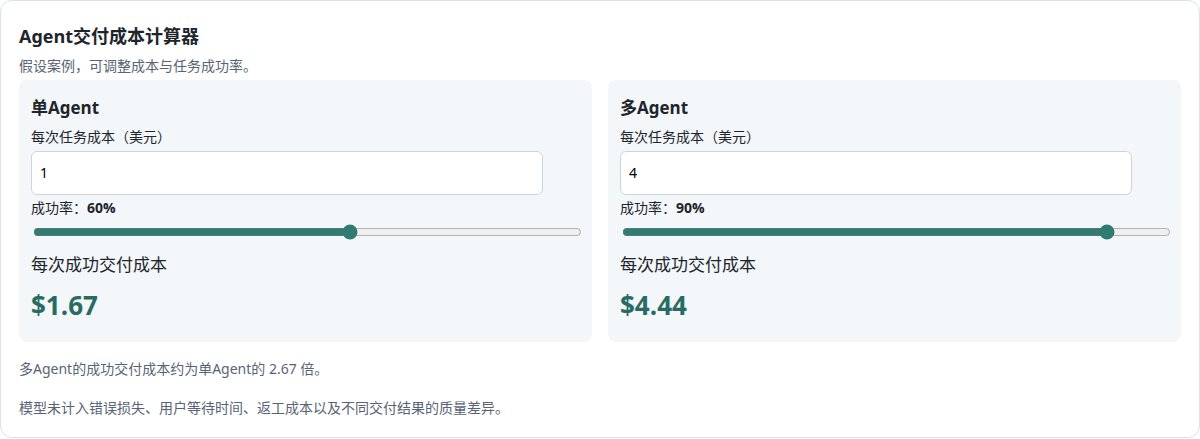 Agent交付成本计算器
假设案例，可调整成本与任务成功率。
单Agent
每次任务成本（美元）
1
成功率：60%
每次成功交付成本
$1.67
多Agent
每次任务成本（美元）
4
成功率：90%
每次成功交付成本
$4.44
多Agent的成功交付成本约为单Agent的 2.67 倍。
模型未计入错误损失、用户等待时间、返工成本以及不同交付结果的质量差异。